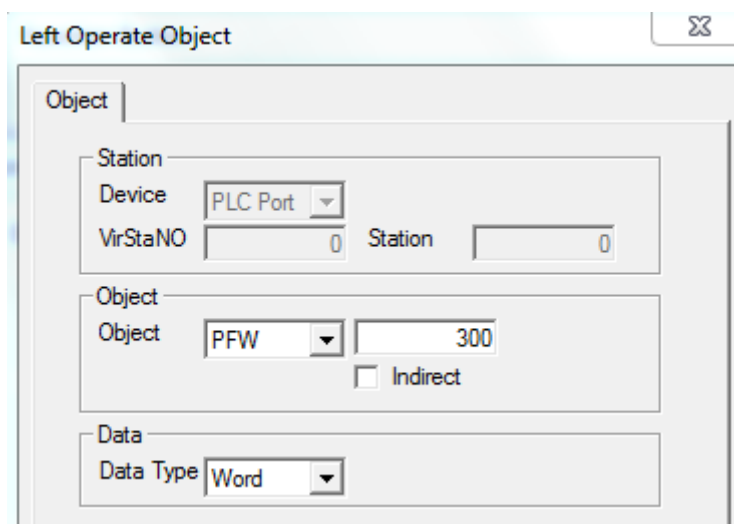 Left Operate Object
Object
Station
Device PLC Port
VirStaNO 0 Station 0
Object
Object PFW 300
Indirect
Data
Data Type Word